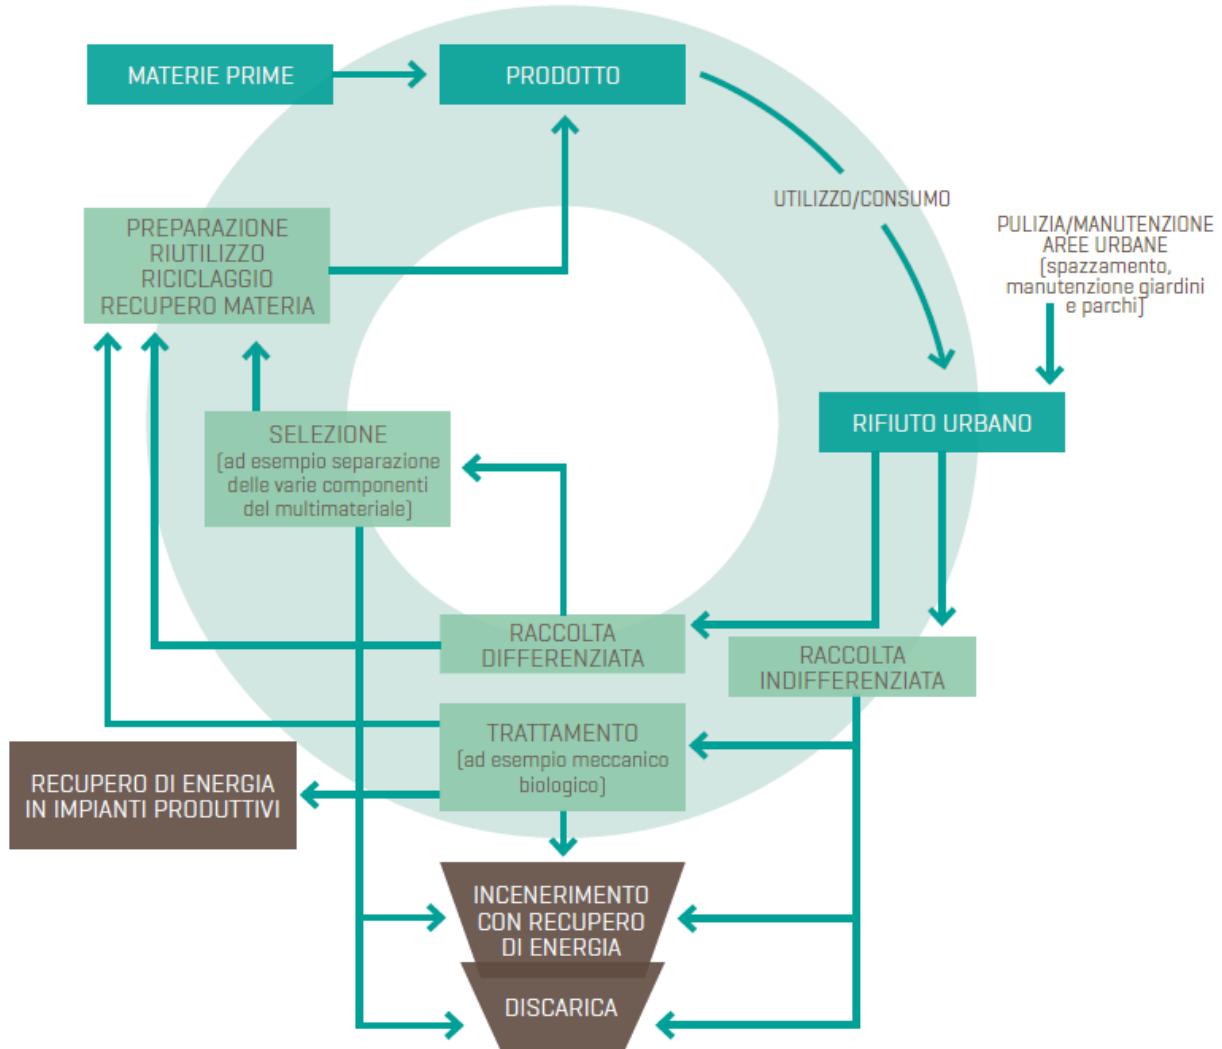 MATERIE PRIME
PRODOTTO
UTILIZZO/CONSUMO
PULIZIA/MANUTENZIONE
AREE URBANE
(spazzamento,
manutenzione giardini
e parchi)
PREPARAZIONE
RIUTILIZZO
RICICLAGGIO
RECUPERO MATERIA
RIFIUTO URBANO
SELEZIONE
(ad esempio separazione
delle varie componenti
del multimateriale)
RACCOLTA
DIFFERENZIATA
RACCOLTA
INDIFFERENZIATA
TRATTAMENTO
(ad esempio meccanico
biologico)
RECUPERO DI ENERGIA
IN IMPIANTI PRODUTTIVI
INCENERIMENTO
CON RECUPERO
DI ENERGIA
DISCARICA